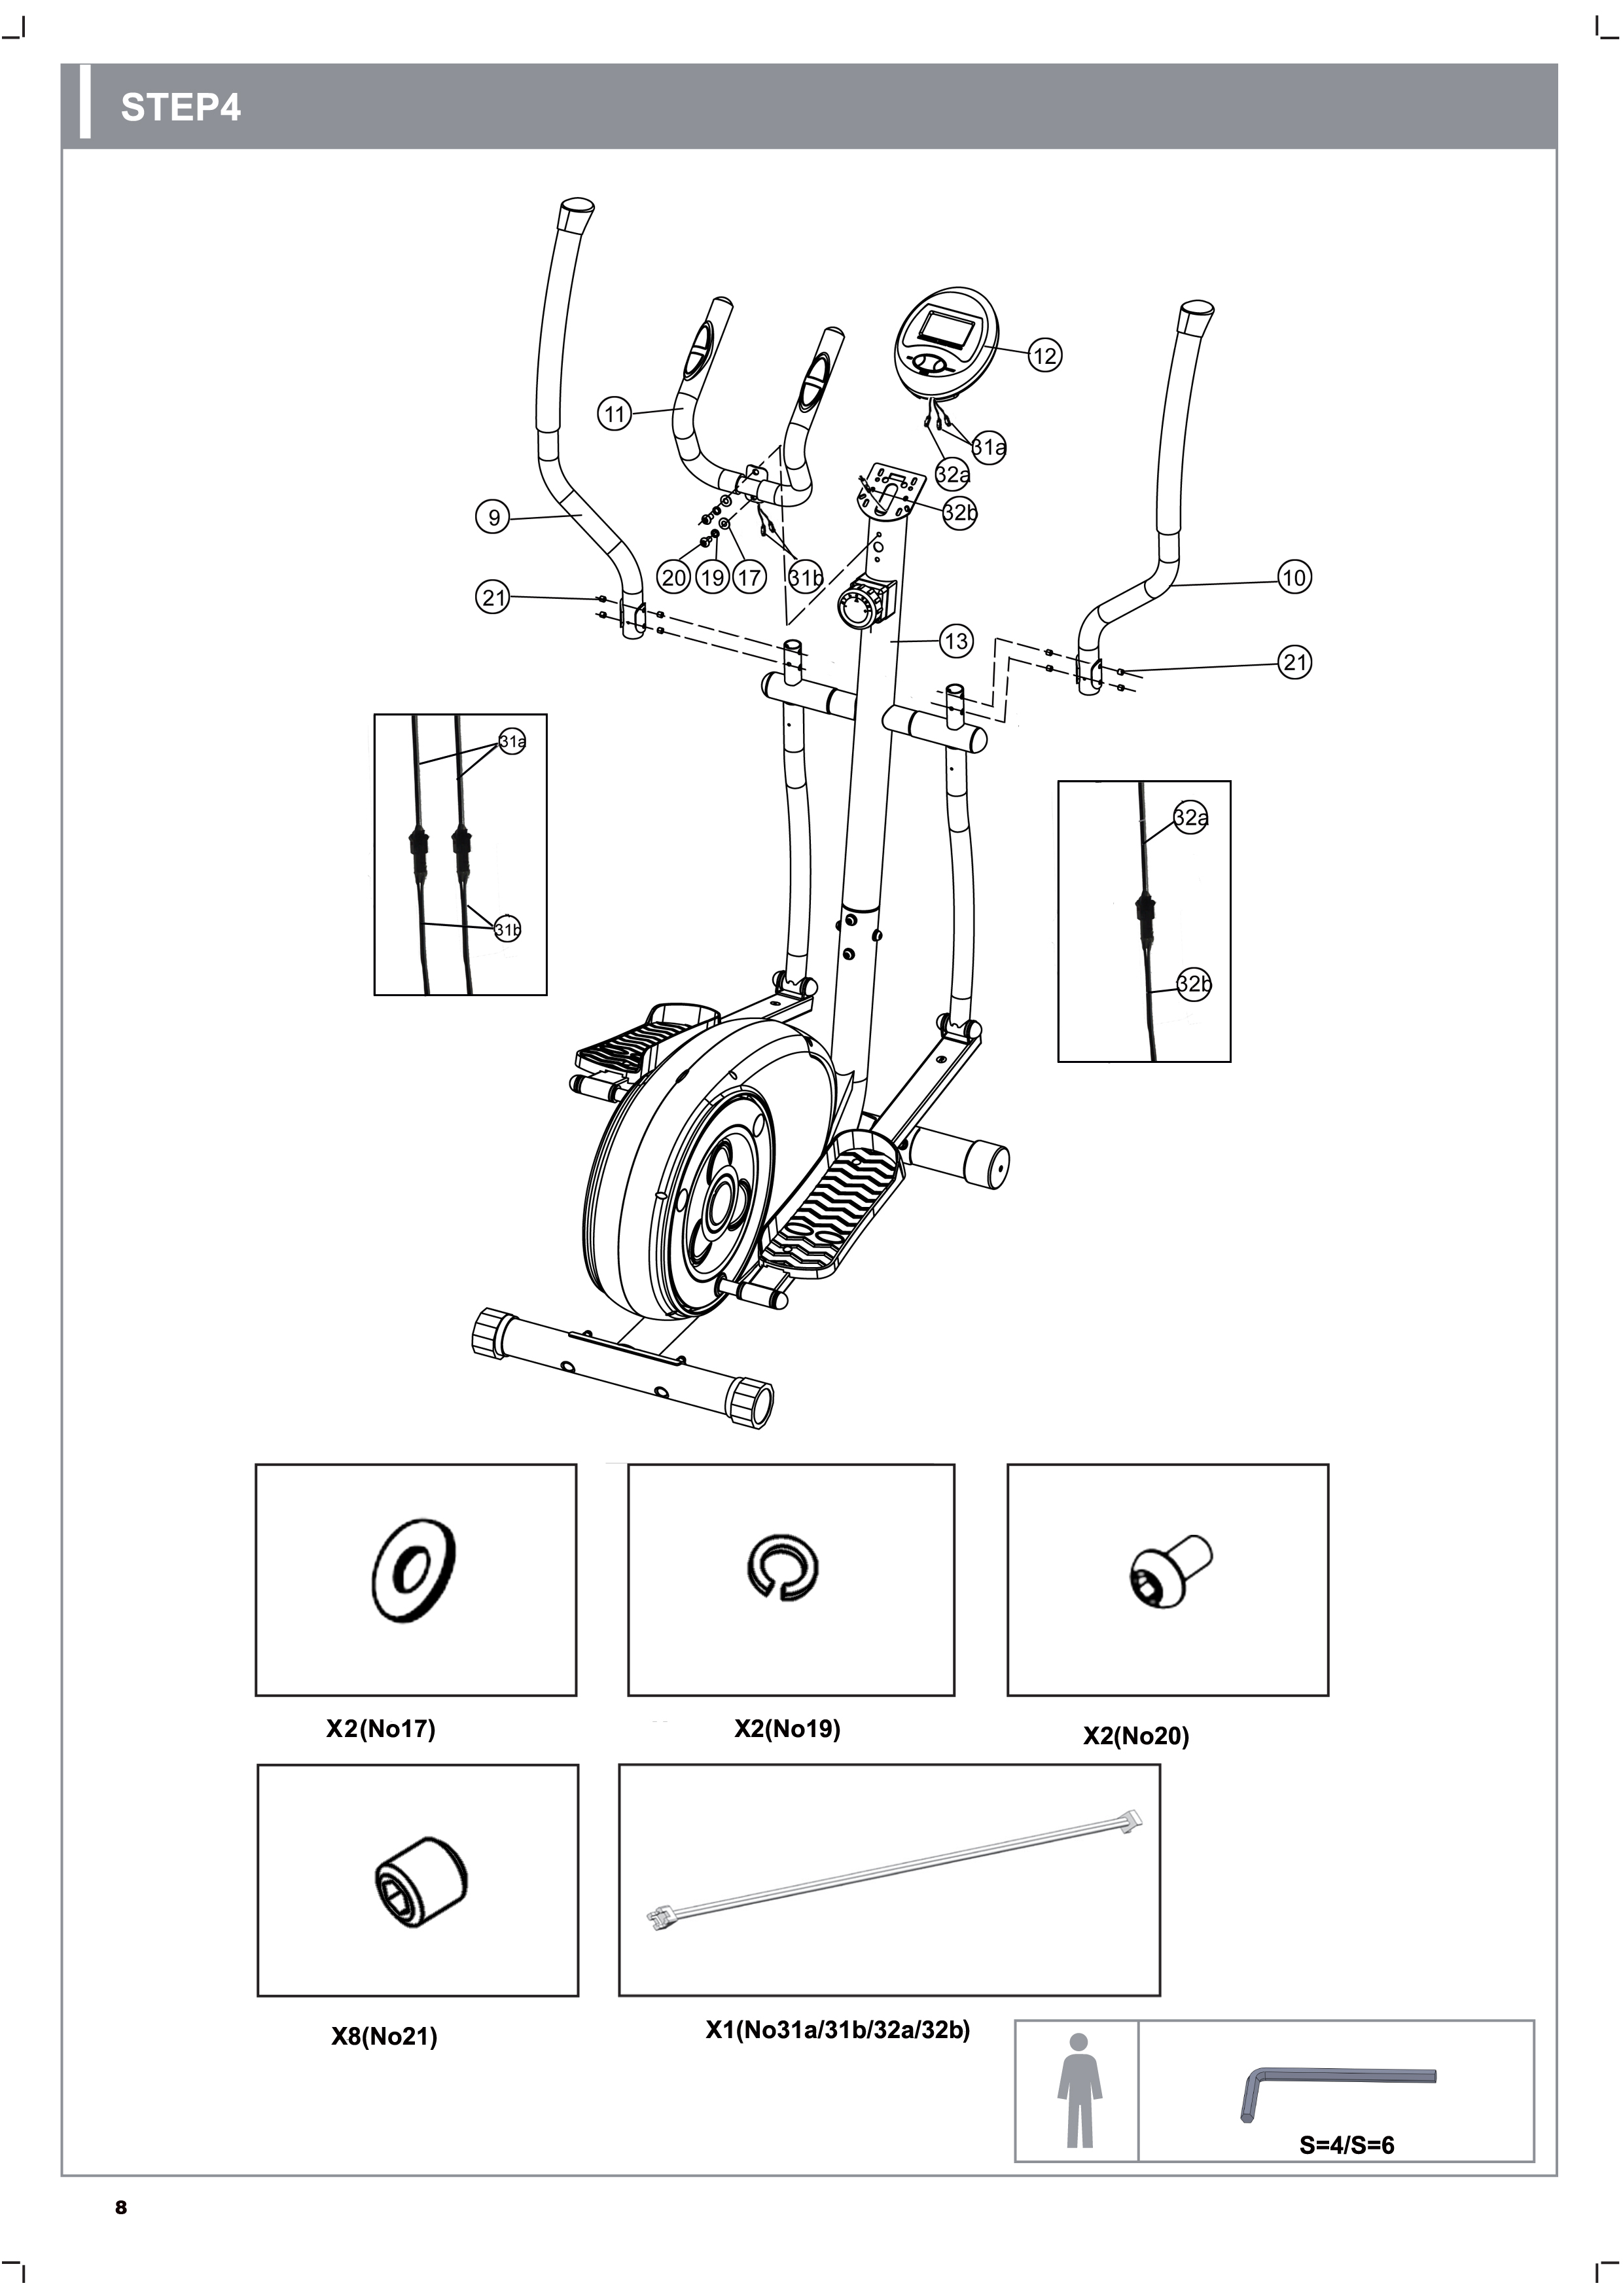 STEP4
12
11
31a
32a
9
32b
20
19
17
31b
10
21
13
21
31a
32a
31b
32b
X2(No17)
X2(No19)
X2(No20)
X8(No21)
X1(No31a/31b/32a/32b)
S=4/S=6
8